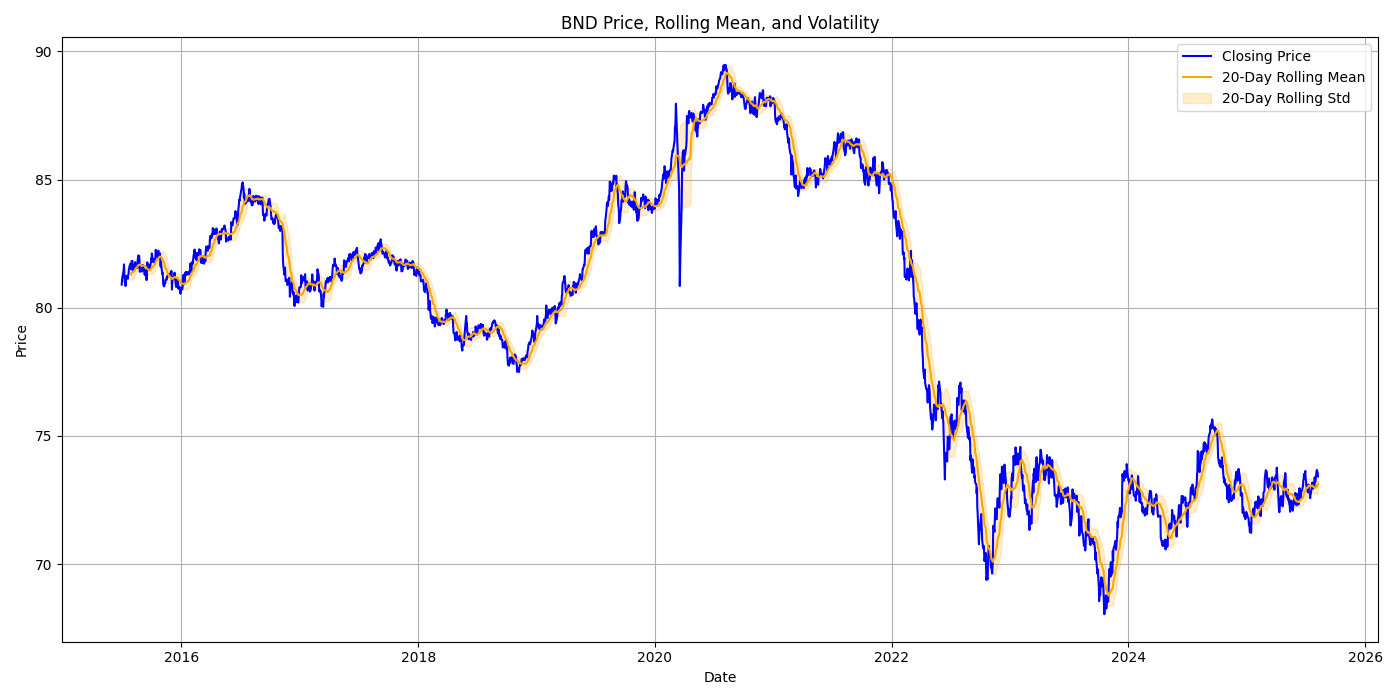 BND Price, Rolling Mean, and Volatility
Closing Price
20-Day Rolling Mean
20-Day Rolling Std
Price
90
85
80
75
70
2016
2018
2020
2022
2024
2026
Date